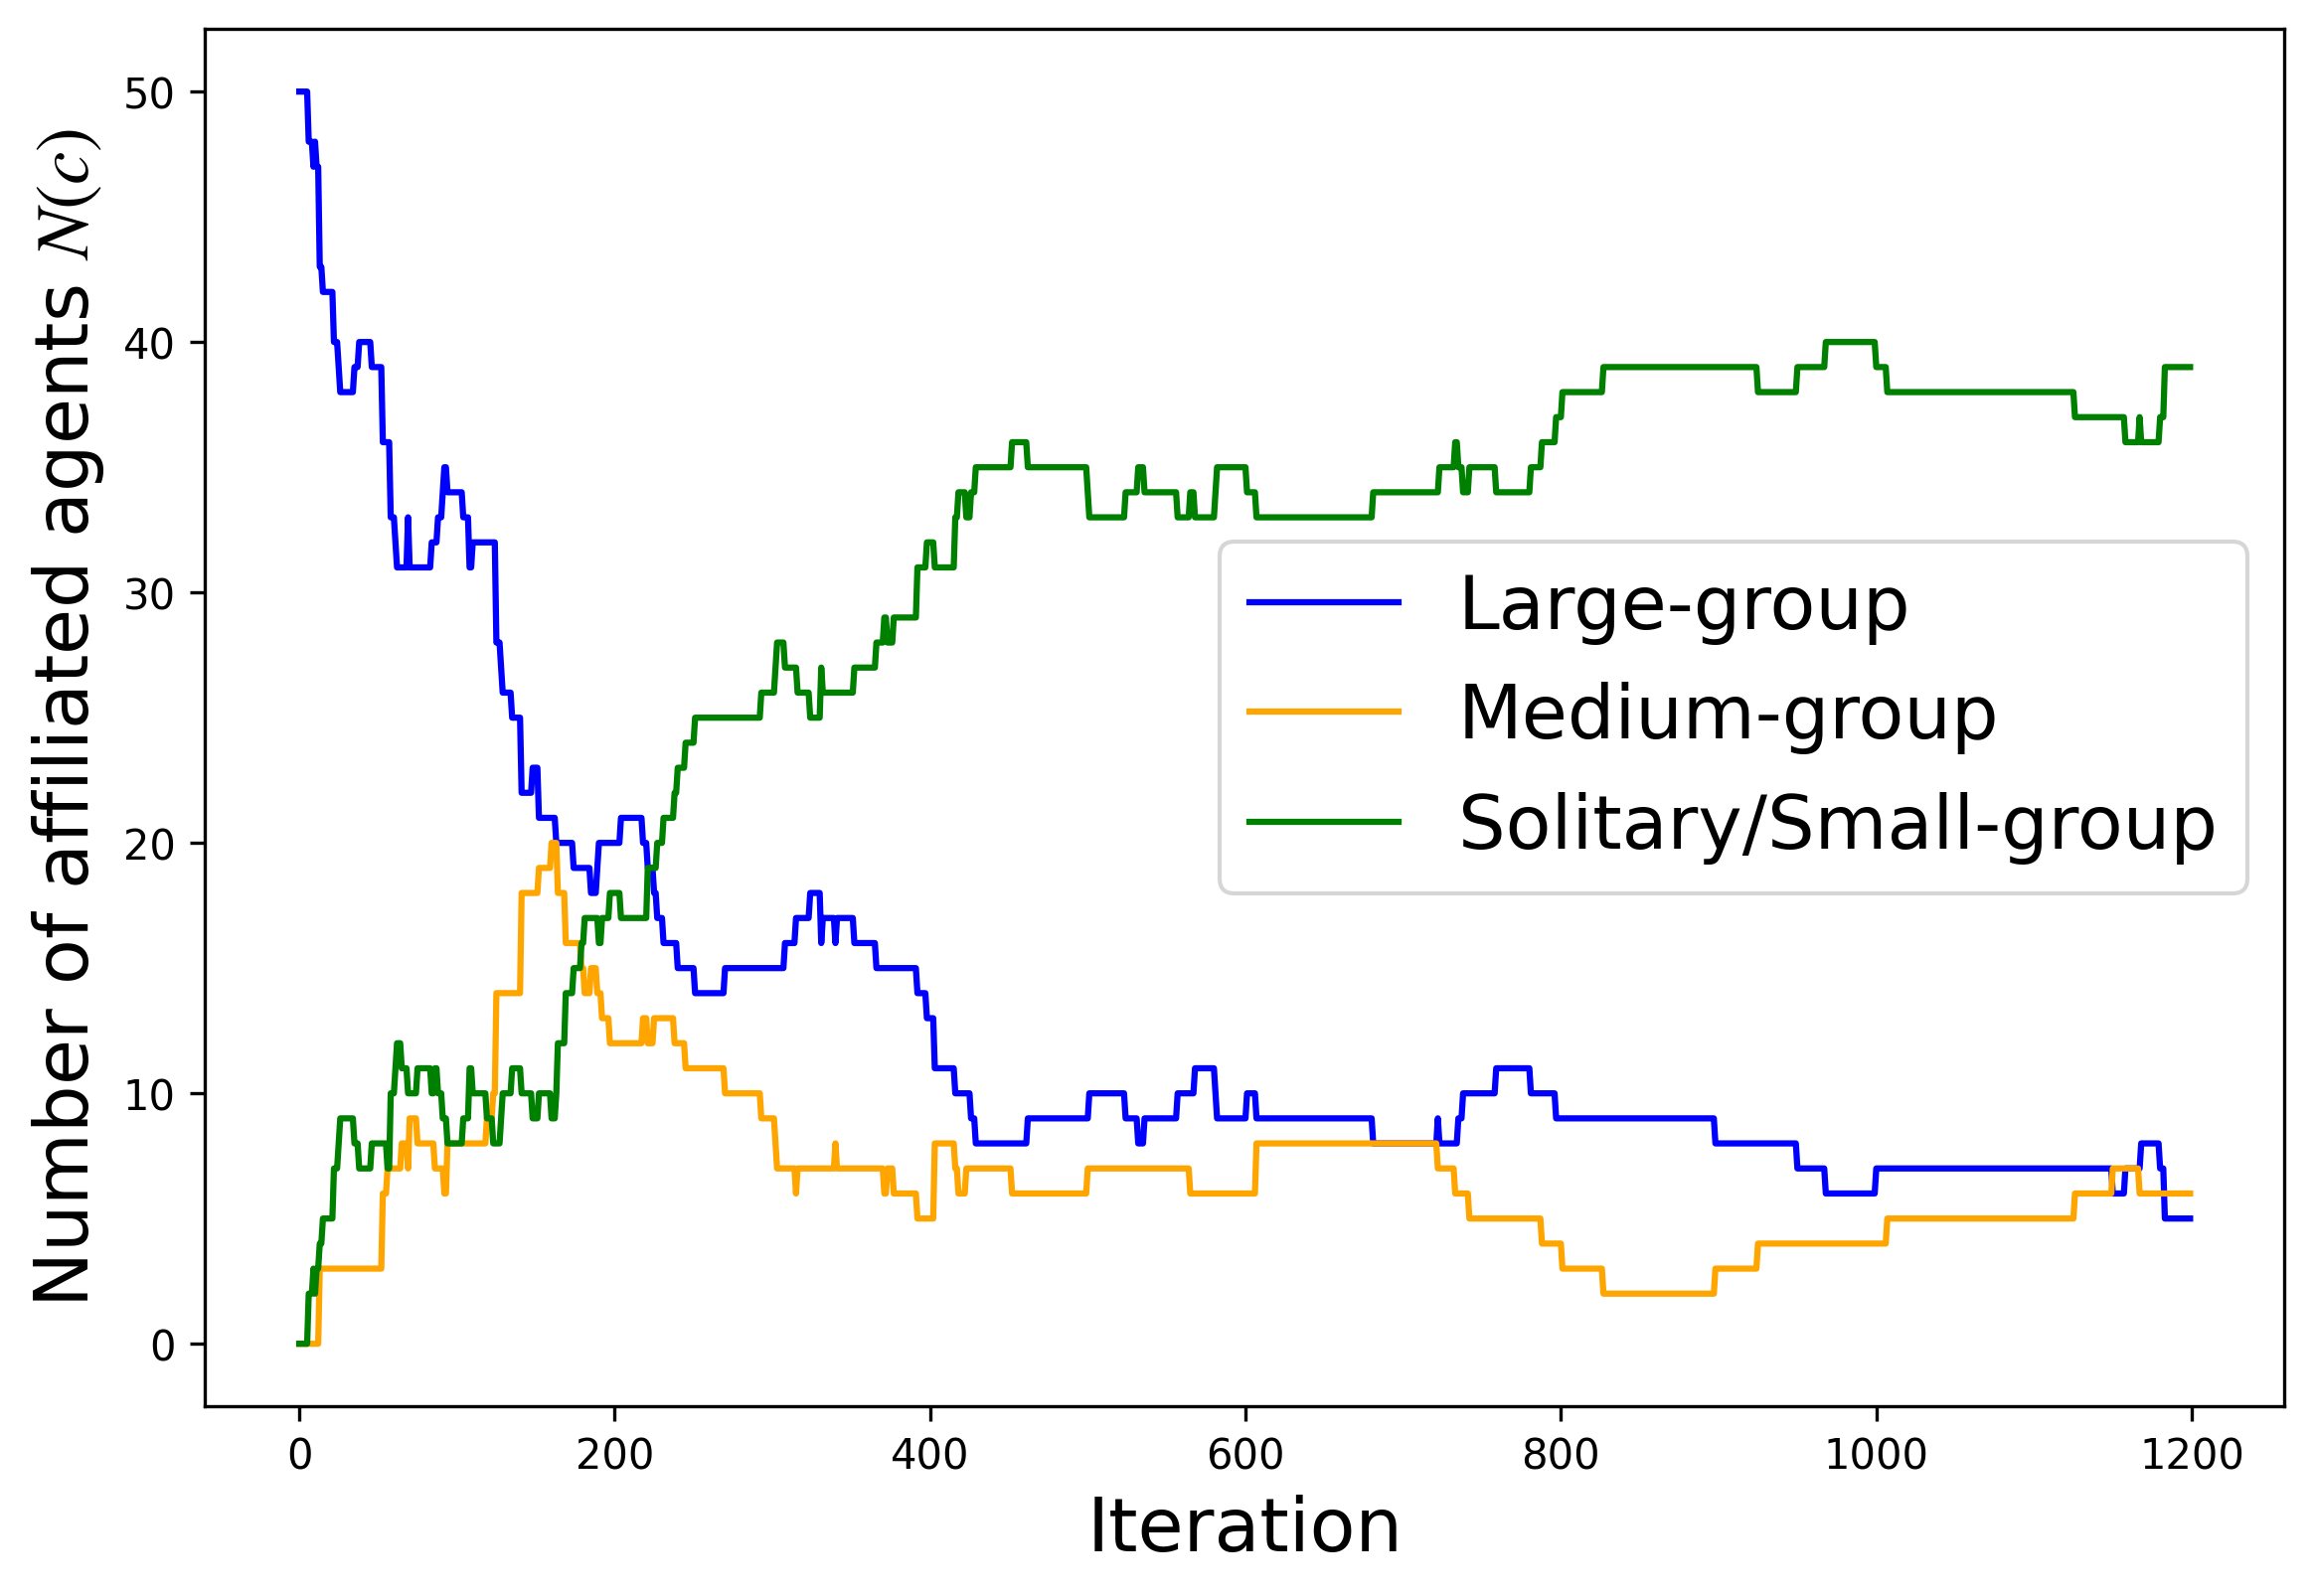 Number of affiliated agents N(c)
50
40
30
20
10
0
Large-group
Medium-group
Solitary/Small-group
0 200 400 600 800 1000 1200
Iteration